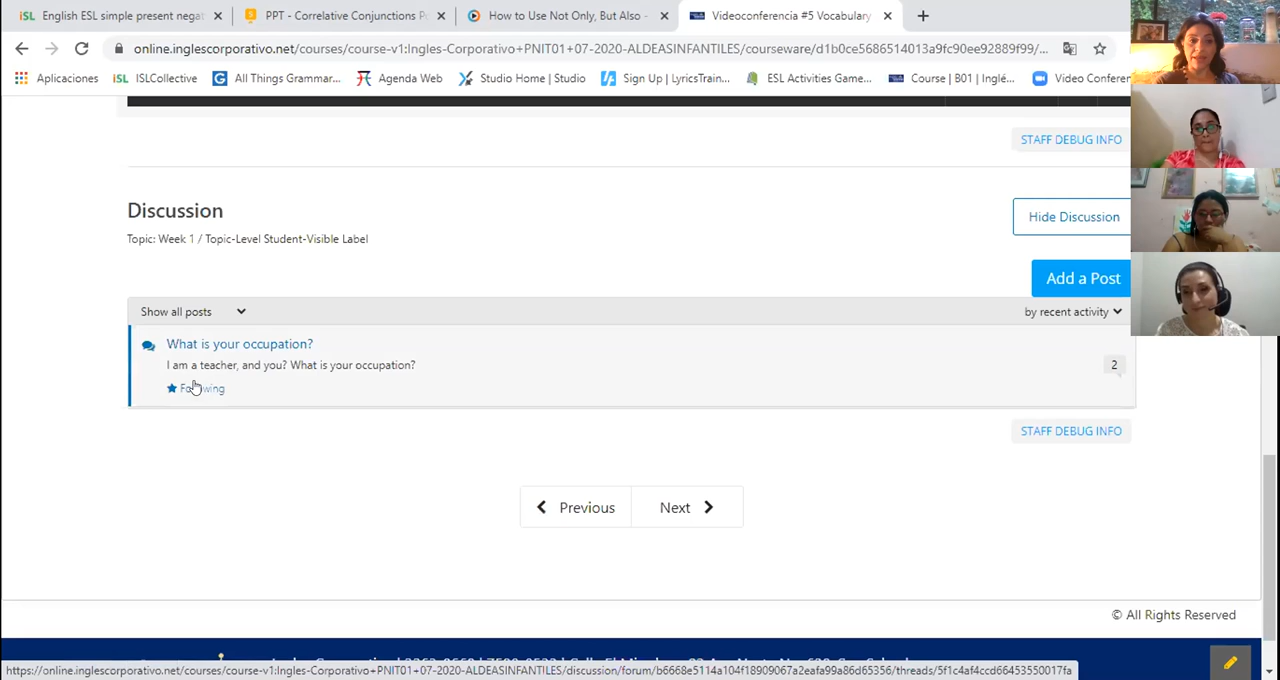 English ESL simple present negat
PPT - Correlative Conjunctions P
How to Use Not Only, But Also -
Videoconferencia #5 Vocabulary
online.inglescorporativo.net/courses/course-v1:Ingles-Corporativo+PNIT01+07-2020-ALDEASINFANTILES/courseware/d1b0ce5686514013a9fc90ee92889f99/...
Aplicaciones
ISLCollective
All Things Grammar...
Agenda Web
Studio Home | Studio
Sign Up | LyricsTrain...
ESL Activities Game...
Course | B01 | Inglé...
Video Conferen
STAFF DEBUG INFO
Discussion
Hide Discussion
Topic: Week 1 / Topic-Level Student-Visible Label
Add a Post
Show all posts
by recent activity
What is your occupation?
I am a teacher, and you? What is your occupation?
2
Following
STAFF DEBUG INFO
Previous
Next
© All Rights Reserved
https://online.inglescorporativo.net/courses/course-v1:Ingles-Corporativo+PNIT01+07-2020-ALDEASINFANTILES/discussion/forum/b6668e5114a104f18909067a2eafa99a86d65356/threads/5f1c4af4ccd66453550017fa